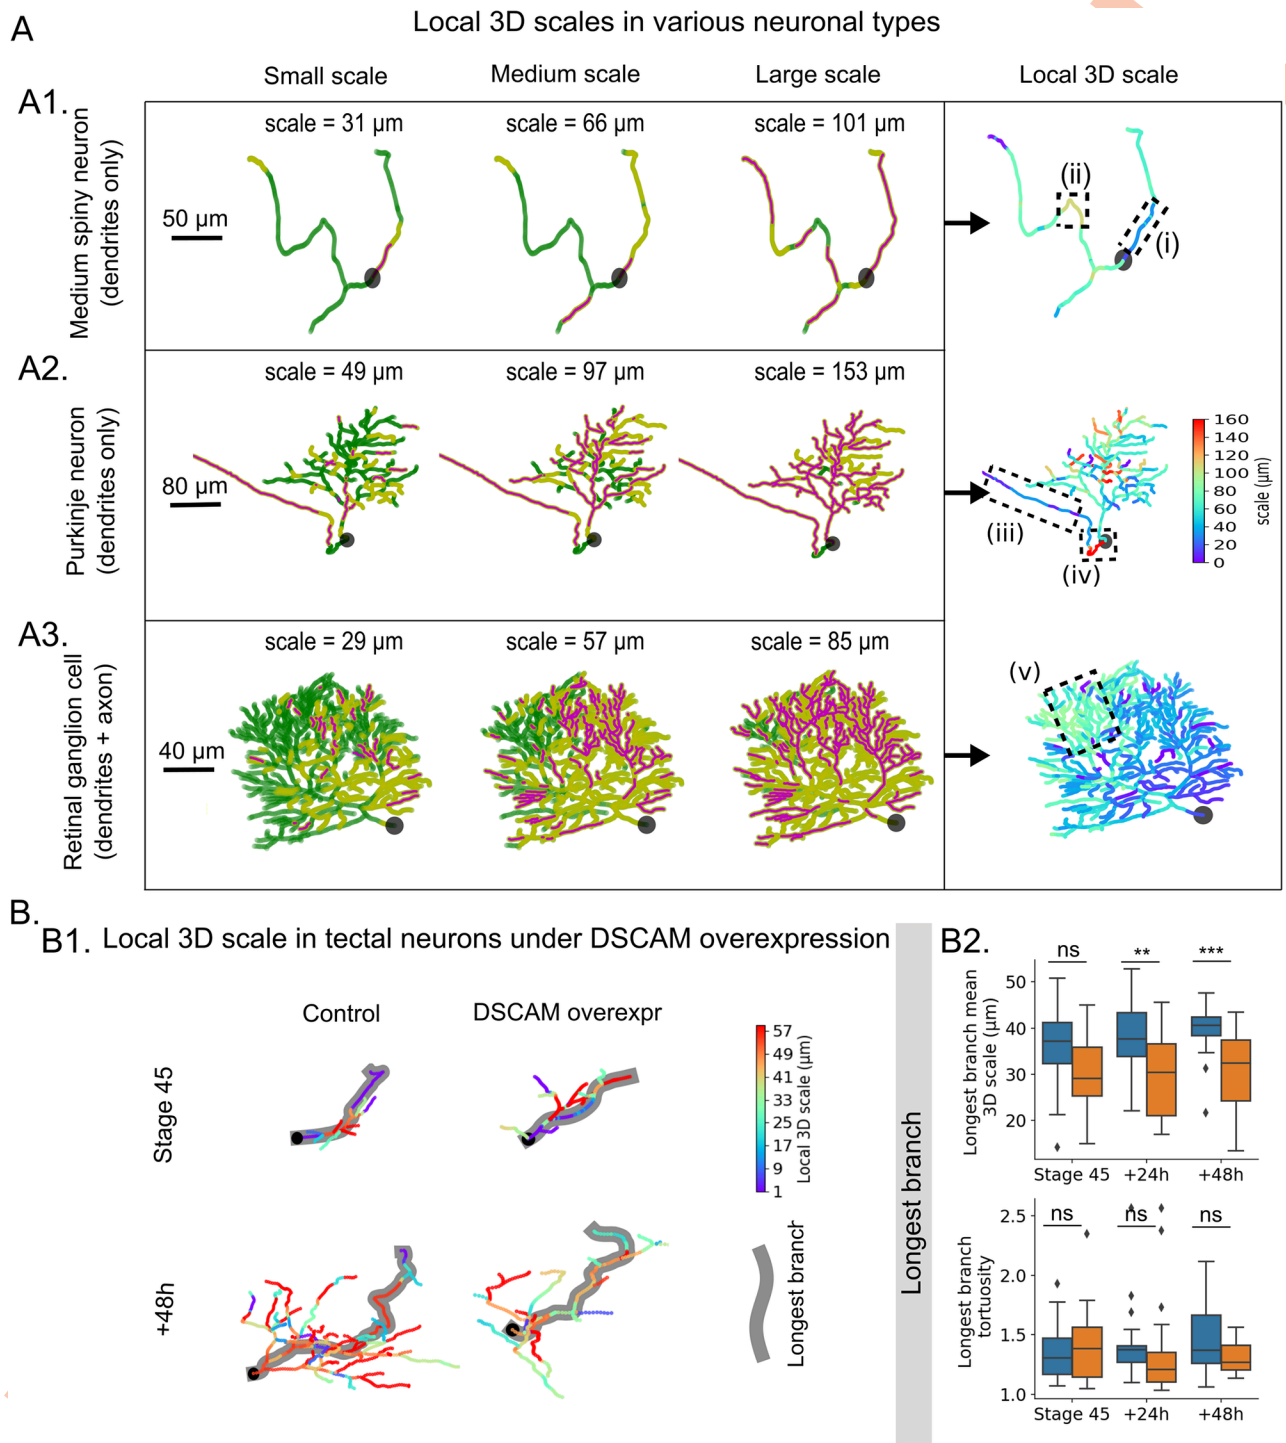 A
Local 3D scales in various neuronal types
Small scale
Medium scale
Large scale
Local 3D scale
A1.
Medium spiny neuron
(dendrites only)
scale = 31 µm
scale = 66 µm
scale = 101 µm
50 µm
(ii)
(i)
A2.
Purkinje neuron
(dendrites only)
scale = 49 µm
scale = 97 µm
scale = 153 µm
80 µm
(iii)
(iv)
160
140
120
100
80
60
40
20
0
scale (µm)
A3.
Retinal ganglion cell
(dendrites + axon)
scale = 29 µm
scale = 57 µm
scale = 85 µm
40 µm
(v)
B.
B1. Local 3D scale in tectal neurons under DSCAM overexpression
Control
DSCAM overexpr
Stage 45
+48h
57
49
41
33
25
17
9
1
Local 3D scale (µm)
Longest branch
Longest branch
B2.
ns
**
***
Longest branch mean
3D scale (µm)
50
40
30
20
Stage 45
+24h
+48h
ns
ns
ns
Longest branch
tortuosity
2.5
2.0
1.5
1.0
Stage 45
+24h
+48h